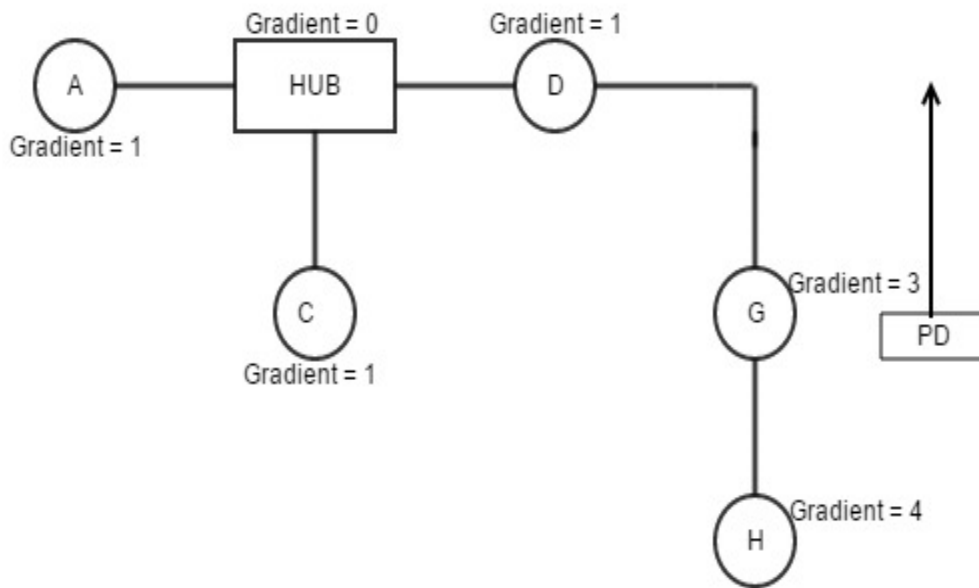 Gradient = 0
Gradient = 1
A
HUB
D
Gradient = 1
C
Gradient = 1
G
Gradient = 3
PD
H
Gradient = 4